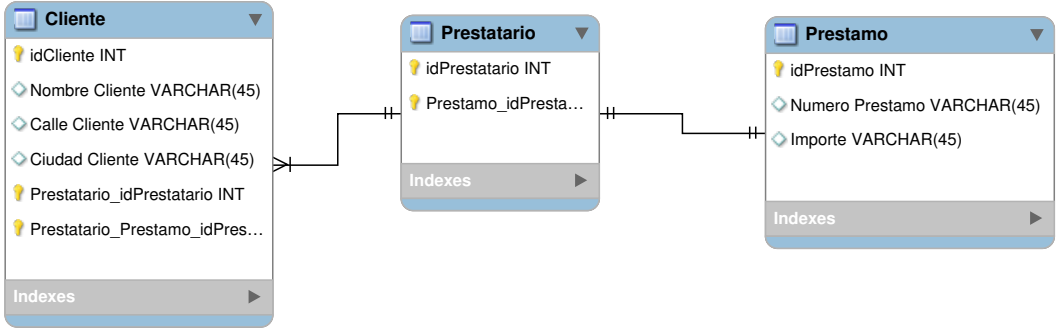 Cliente
idCliente INT
Nombre Cliente VARCHAR(45)
Calle Cliente VARCHAR(45)
Ciudad Cliente VARCHAR(45)
Prestatario_idPrestatario INT
Prestatario_Prestamo_idPres...
Indexes
Prestatario
idPrestatario INT
Prestamo_idPresta...
Indexes
Prestamo
idPrestamo INT
Numero Prestamo VARCHAR(45)
Importe VARCHAR(45)
Indexes